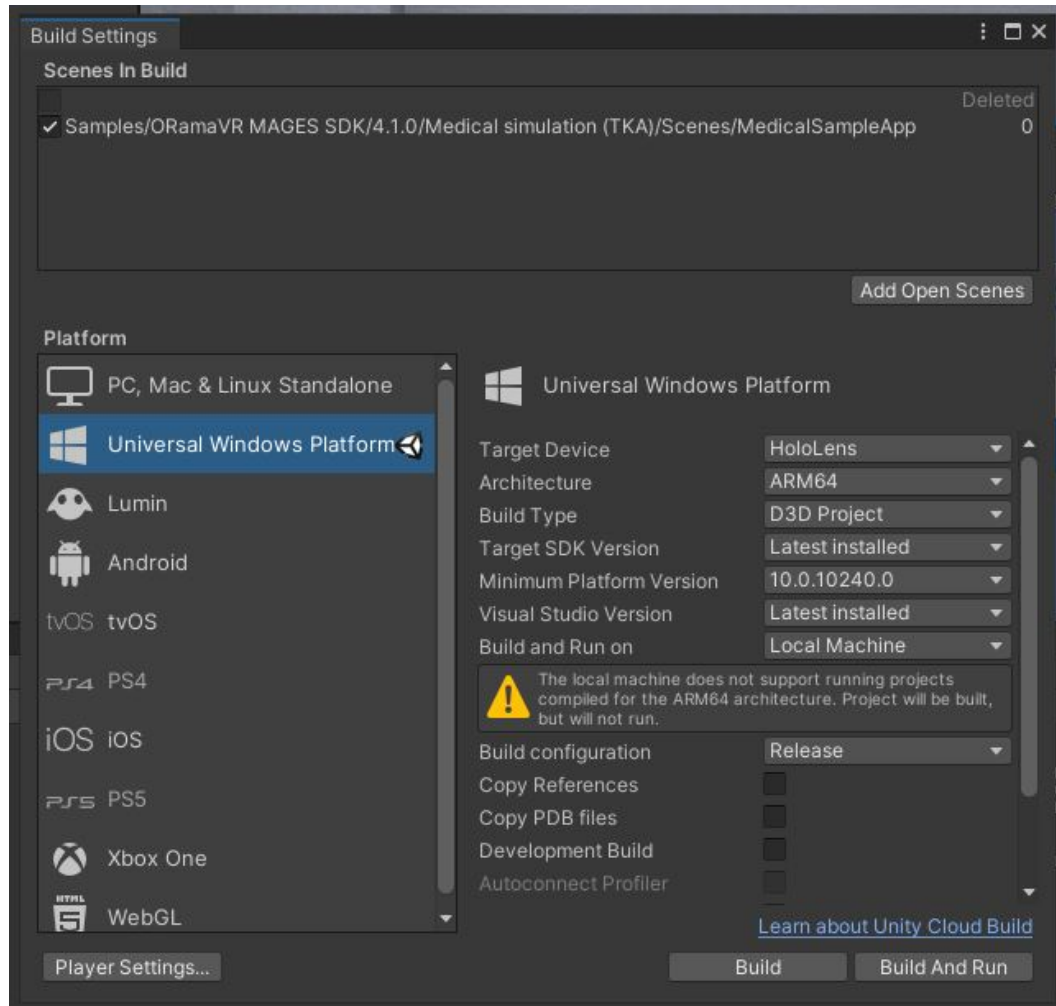 Build Settings
Scenes In Build
Deleted
Samples/ORamaVR MAGES SDK/4.1.0/Medical simulation (TKA)/Scenes/MedicalSampleApp 0
Add Open Scenes
Platform
PC, Mac & Linux Standalone
Universal Windows Platform
Lumin
Android
tvOS tvOS
PS4 PS4
iOS iOS
PS5 PS5
Xbox One
HTML
5 WebGL
Universal Windows Platform
Target Device HoloLens
Architecture ARM64
Build Type D3D Project
Target SDK Version Latest installed
Minimum Platform Version 10.0.10240.0
Visual Studio Version Latest installed
Build and Run on Local Machine
The local machine does not support running projects
compiled for the ARM64 architecture. Project will be built,
but will not run.
Build configuration Release
Copy References
Copy PDB files
Development Build
Autoconnect Profiler
Learn about Unity Cloud Build
Player Settings... Build Build And Run